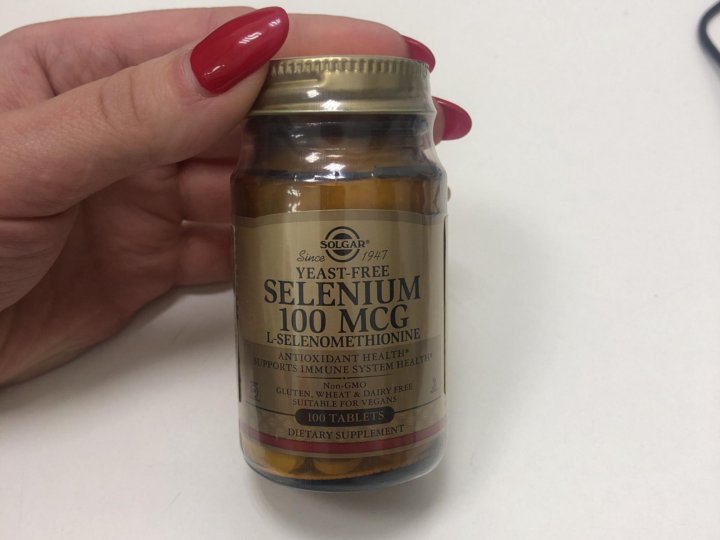 SOLGAR®
Since 1947
YEAST-FREE
SELENIUM
100 MCG
L-SELENOMETHIONINE
ANTIOXIDANT HEALTH*
SUPPORTS IMMUNE SYSTEM HEALTH*
Non-GMO
GLUTEN, WHEAT & DAIRY FREE
SUITABLE FOR VEGANS
100 TABLETS
DIETARY SUPPLEMENT